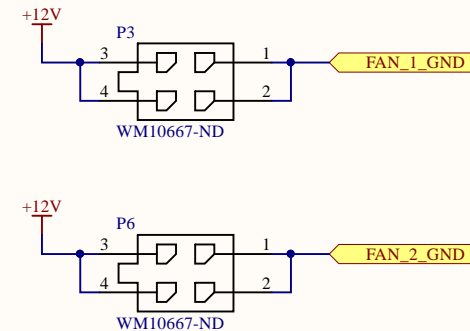 +12V
P3
3 1 FAN_1_GND
4 2
WM10667-ND
+12V
P6
3 1 FAN_2_GND
4 2
WM10667-ND